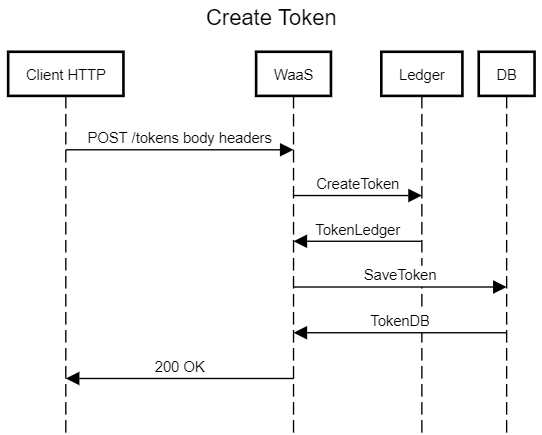 Create Token
Client HTTP
WaaS
Ledger
DB
POST /tokens body headers
CreateToken
TokenLedger
SaveToken
TokenDB
200 OK